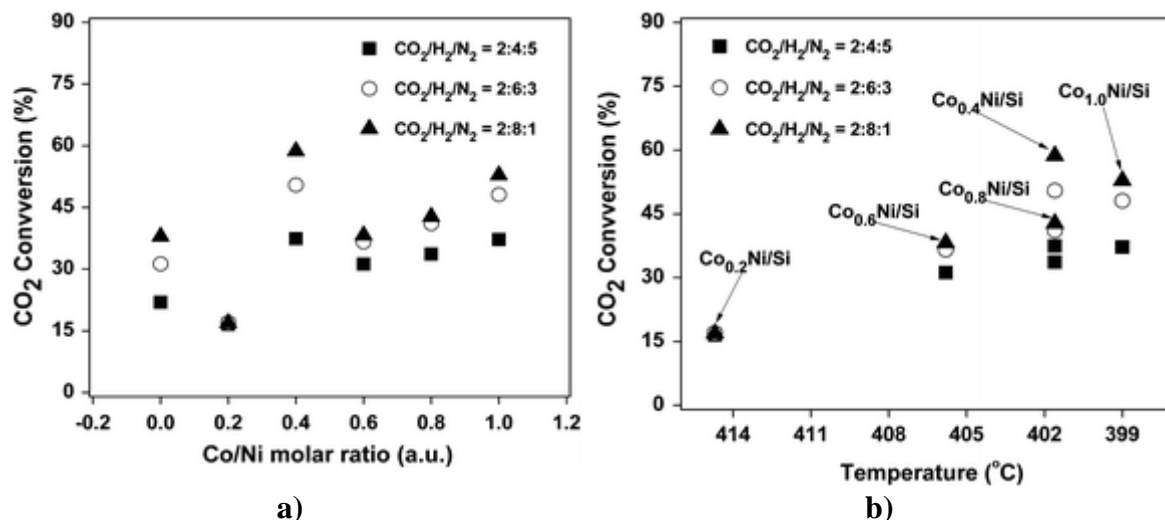 90
75
60
45
30
15
0
CO2 Convversion (%)
CO2/H2/N2 = 2:4:5
CO2/H2/N2 = 2:6:3
CO2/H2/N2 = 2:8:1
-0.2 0.0 0.2 0.4 0.6 0.8 1.0 1.2
Co/Ni molar ratio (a.u.)
a)
90
75
60
45
30
15
0
CO2 Conversion (%)
CO2/H2/N2 = 2:4:5
CO2/H2/N2 = 2:6:3
CO2/H2/N2 = 2:8:1
Co0.4Ni/Si
Co1.0Ni/Si
Co0.8Ni/Si
Co0.6Ni/Si
Co0.2Ni/Si
414 411 408 405 402 399
Temperature (°C)
b)